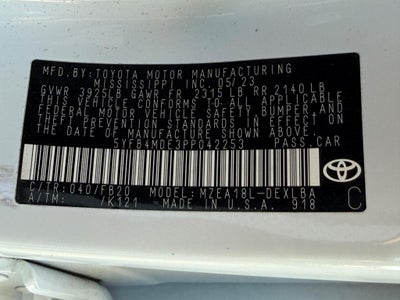 MFD.BY:TOYOTA MOTOR MANUFACTURING
MISSISSIPPI INC 05/23
GVWR 3925LB GAWR FR 2315 LB RR 2140 LB
THIS VEHICLE CONFORMS TO ALL APPLICABLE
FEDERAL MOTOR VEHICLE SAFETY BUMPER AND
THEFT PREVENTION STANDARDS IN EFFECT ON
THE DATE OF MANUFACTURE SHOWN ABOVE.
5YFB4MDE3PP042253 PASS.CAR
TOYOTA
C/TR:040/FB20 MODEL:MZEA18L-DEXLBA
A/TM: /K121 MADE IN U.S.A. 918
C